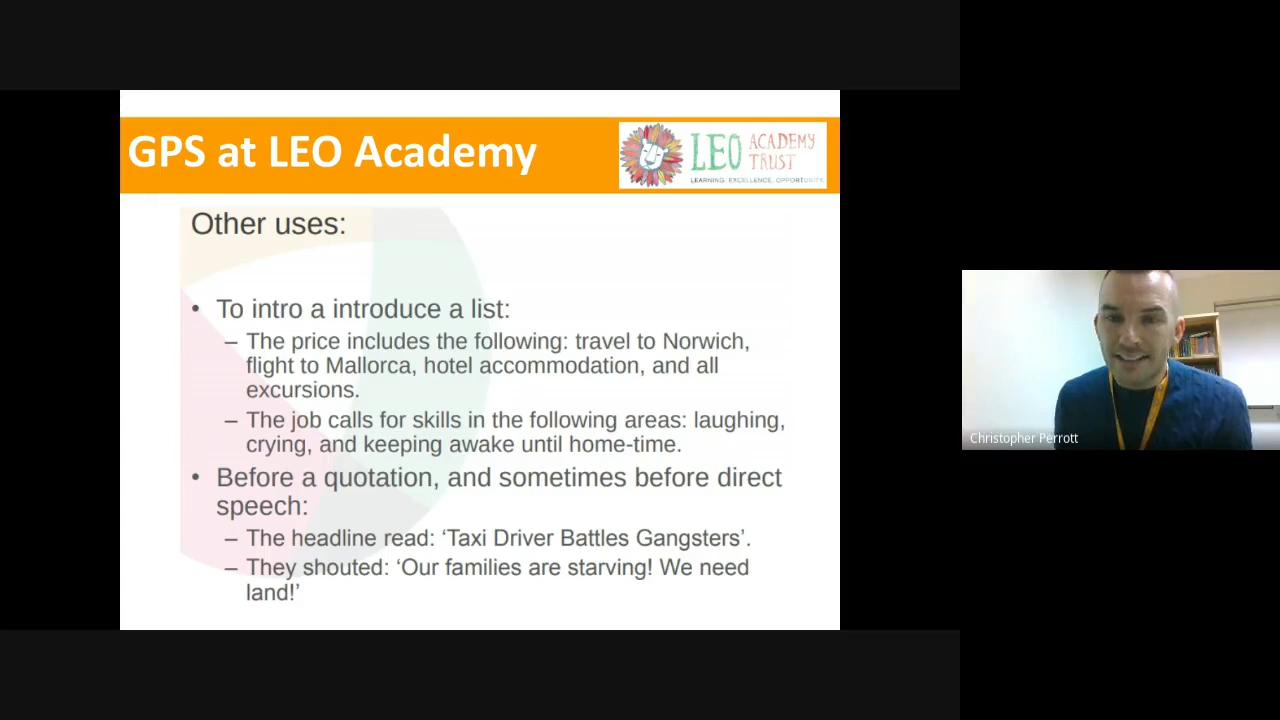 GPS at LEO Academy
LEO ACADEMY TRUST
LEARNING. EXCELLENCE. OPPORTUNITY.
Other uses:
• To intro a introduce a list:
– The price includes the following: travel to Norwich,
flight to Mallorca, hotel accommodation, and all
excursions.
– The job calls for skills in the following areas: laughing,
crying, and keeping awake until home-time.
• Before a quotation, and sometimes before direct
speech:
– The headline read: ‘Taxi Driver Battles Gangsters’.
– They shouted: ‘Our families are starving! We need
land!’
Christopher Perrott